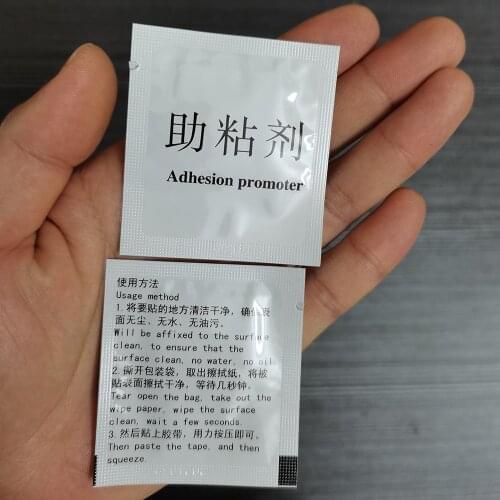 助粘剂
Adhesion promoter
使用方法
Usage method
1. 将要贴的地方清洁干净，确保表
面无尘、无水、无油污。
Will be affixed to the surface
clean, to ensure that the
surface clean, no water, no oil
2. 撕开包装袋，取出擦拭纸，将被
贴表面擦拭干净，等待几秒钟。
Tear open the bag, take out the
wipe paper, wipe the surface
clean, wait a few seconds.
3. 然后贴上胶带，用力按压即可。
Then paste the tape, and then
squeeze.